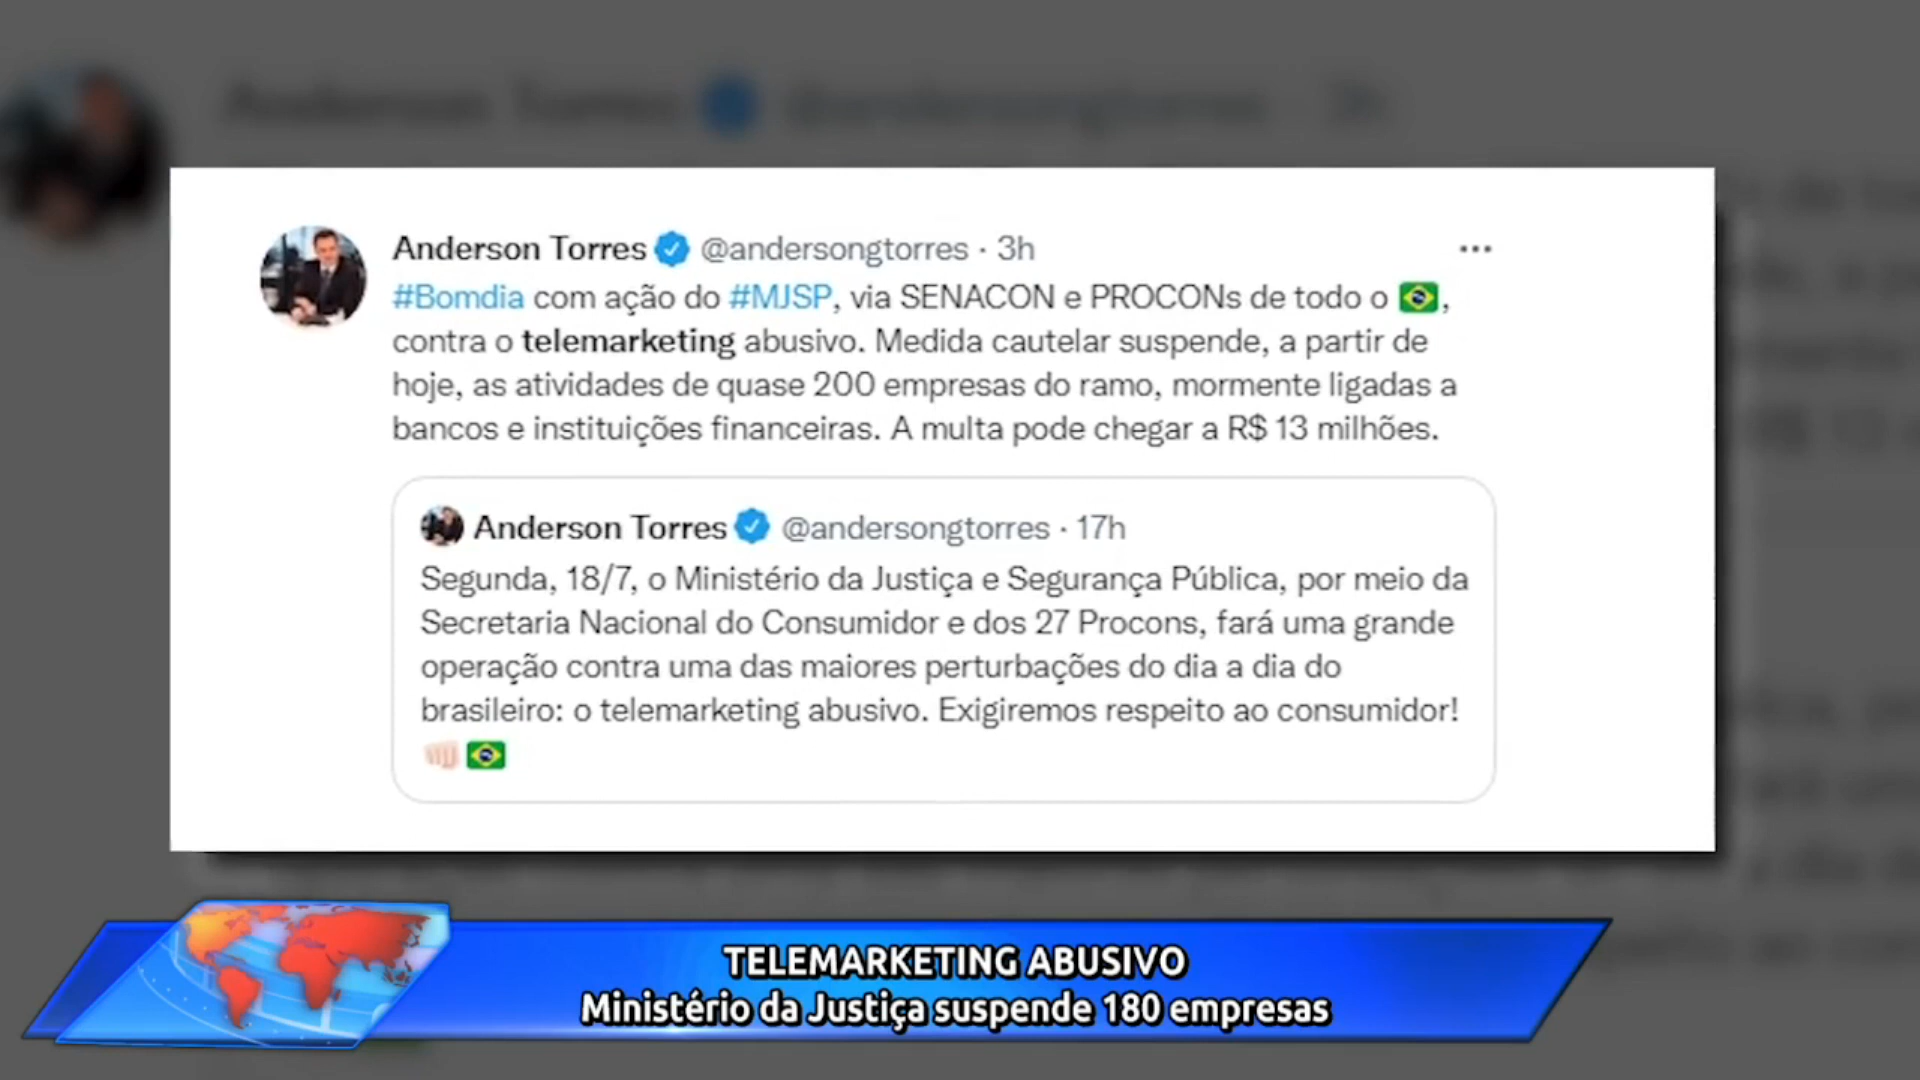 Anderson Torres @andersongtorres · 3h
#Bomdia com ação do #MJSP, via SENACON e PROCONs de todo o 🇧🇷,
contra o telemarketing abusivo. Medida cautelar suspende, a partir de
hoje, as atividades de quase 200 empresas do ramo, mormente ligadas a
bancos e instituições financeiras. A multa pode chegar a R$ 13 milhões.
Anderson Torres @andersongtorres · 17h
Segunda, 18/7, o Ministério da Justiça e Segurança Pública, por meio da
Secretaria Nacional do Consumidor e dos 27 Procons, fará uma grande
operação contra uma das maiores perturbações do dia a dia do
brasileiro: o telemarketing abusivo. Exigiremos respeito ao consumidor!
👊🏻🇧🇷
TELEMARKETING ABUSIVO
Ministério da Justiça suspende 180 empresas